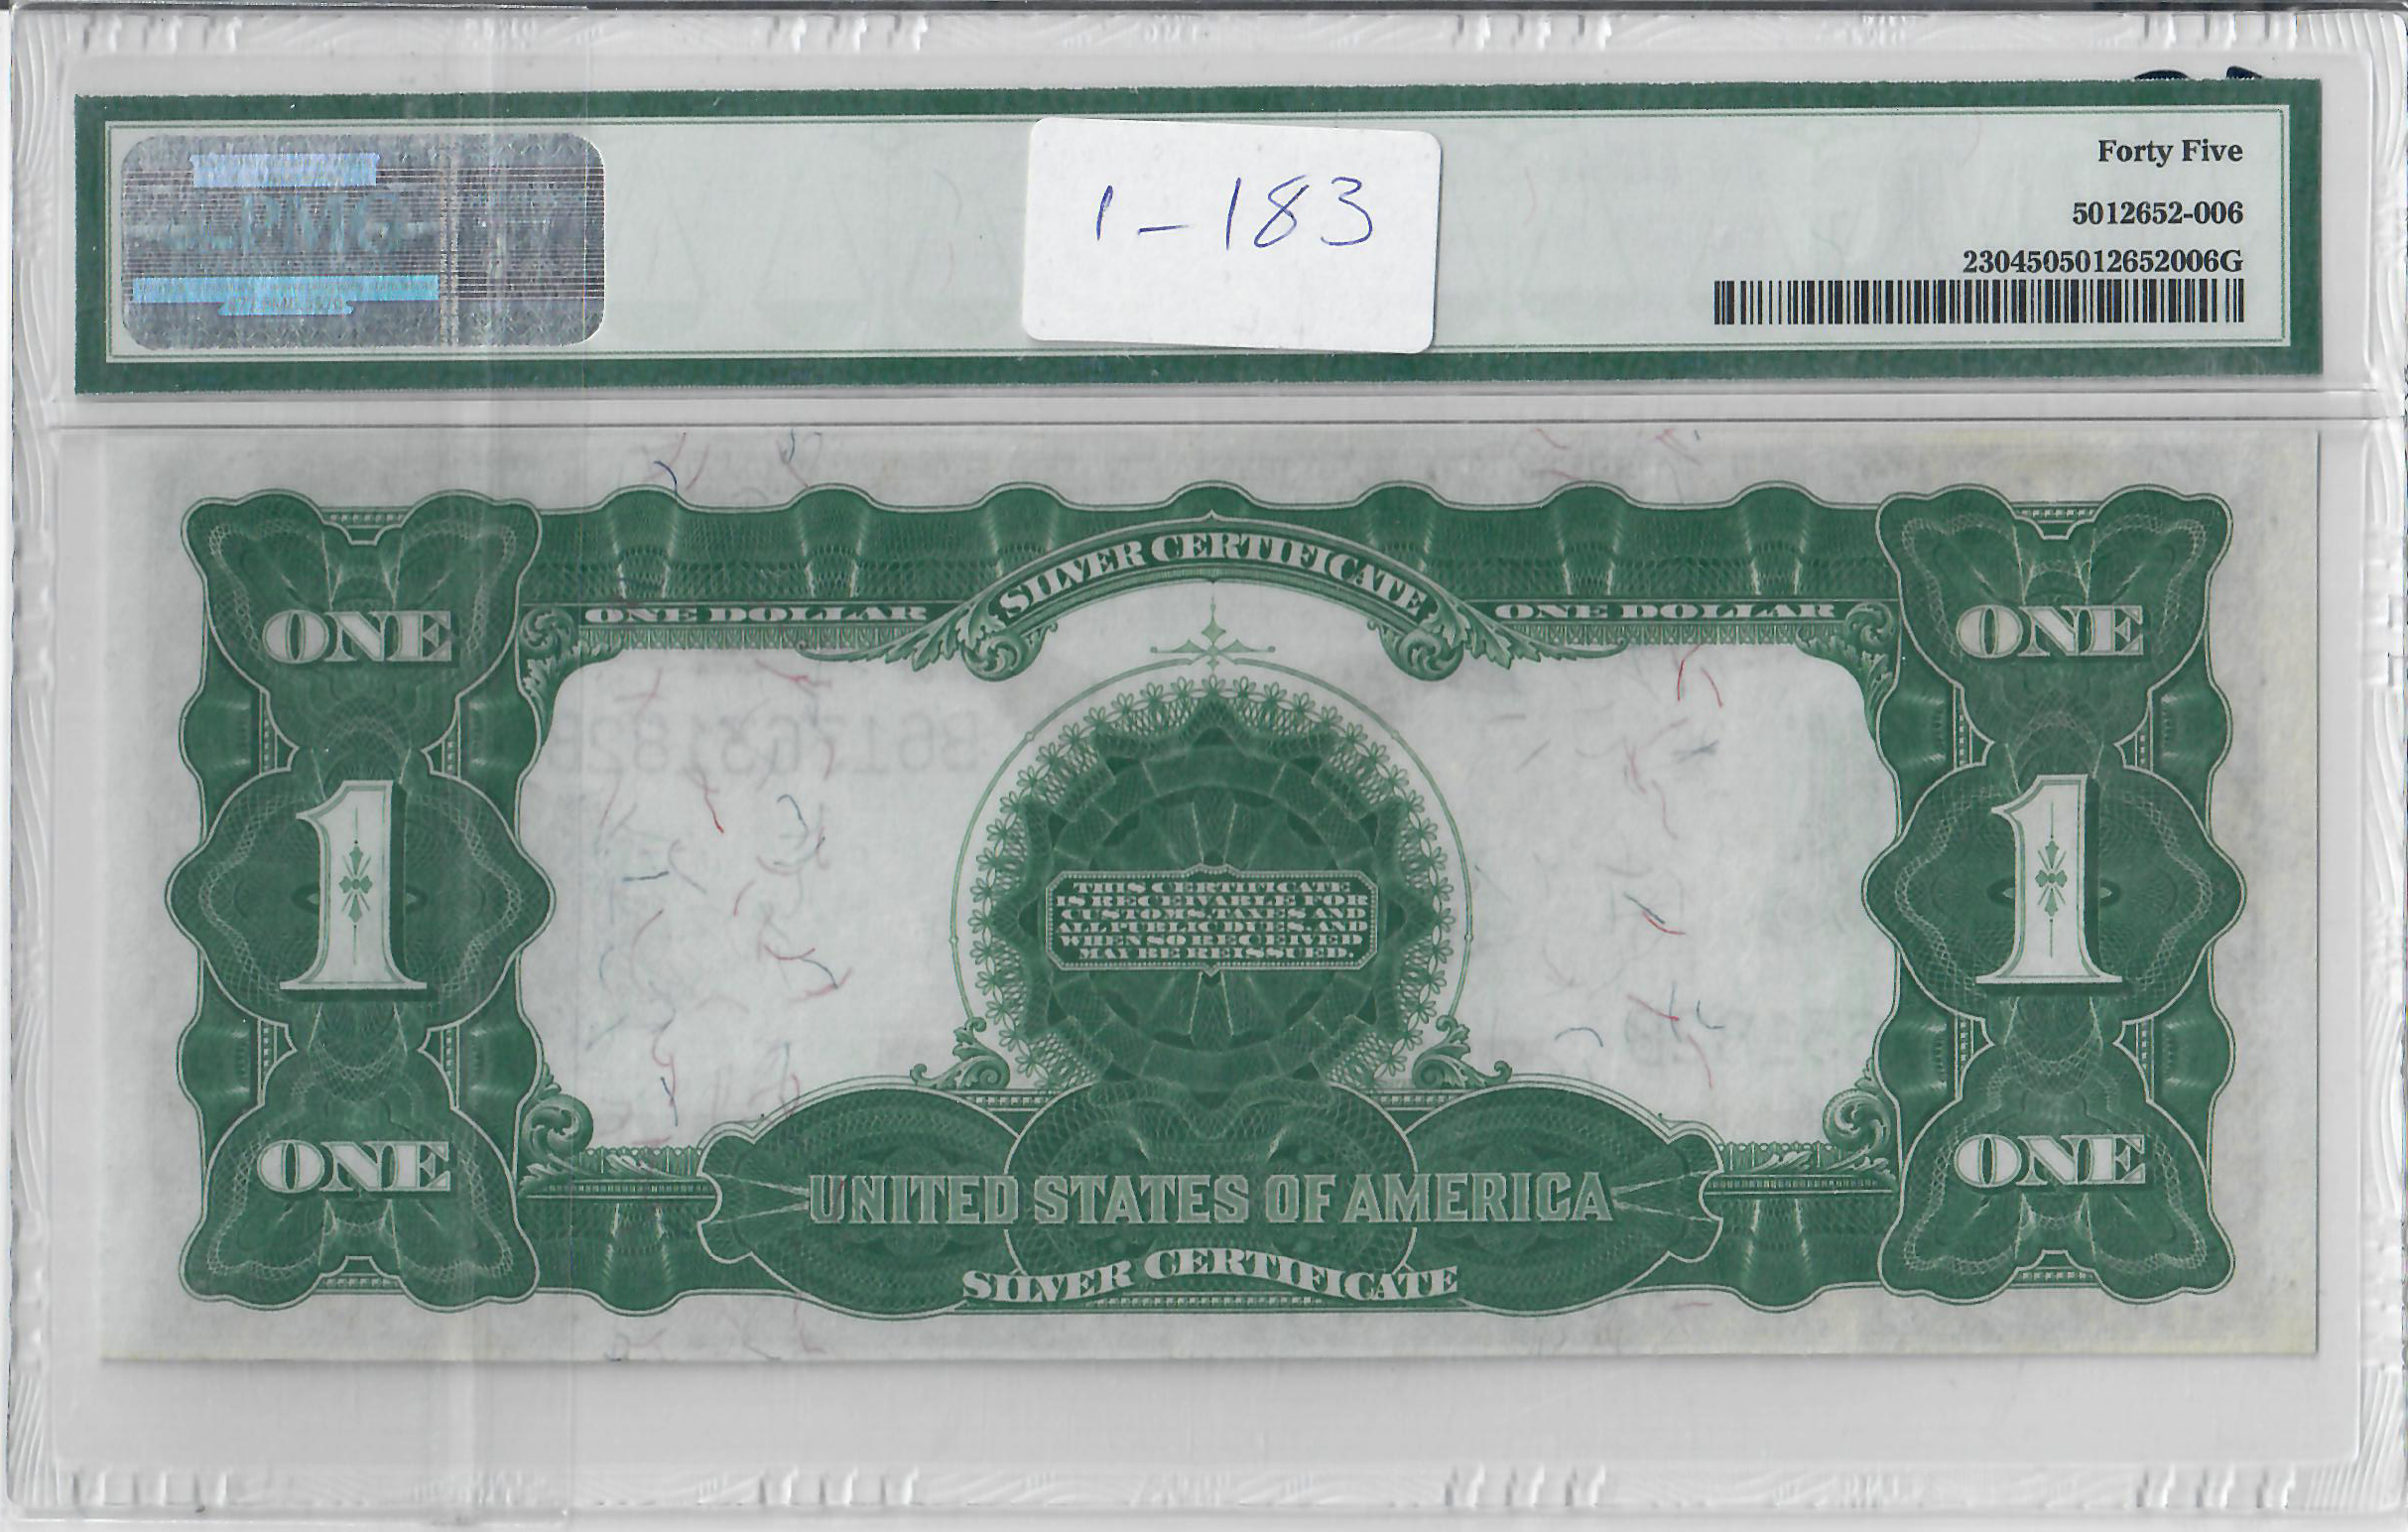 PMG
1-183
Forty Five
5012652-006
2304505012652006G
SILVER CERTIFICATE
ONE DOLLAR
ONE DOLLAR
ONE
ONE
1
1
THIS CERTIFICATE
IS RECEIVABLE FOR
CUSTOMS, TAXES AND
ALL PUBLIC DUES, AND
WHEN SO RECEIVED
MAY BE REISSUED.
ONE
ONE
UNITED STATES OF AMERICA
SILVER CERTIFICATE